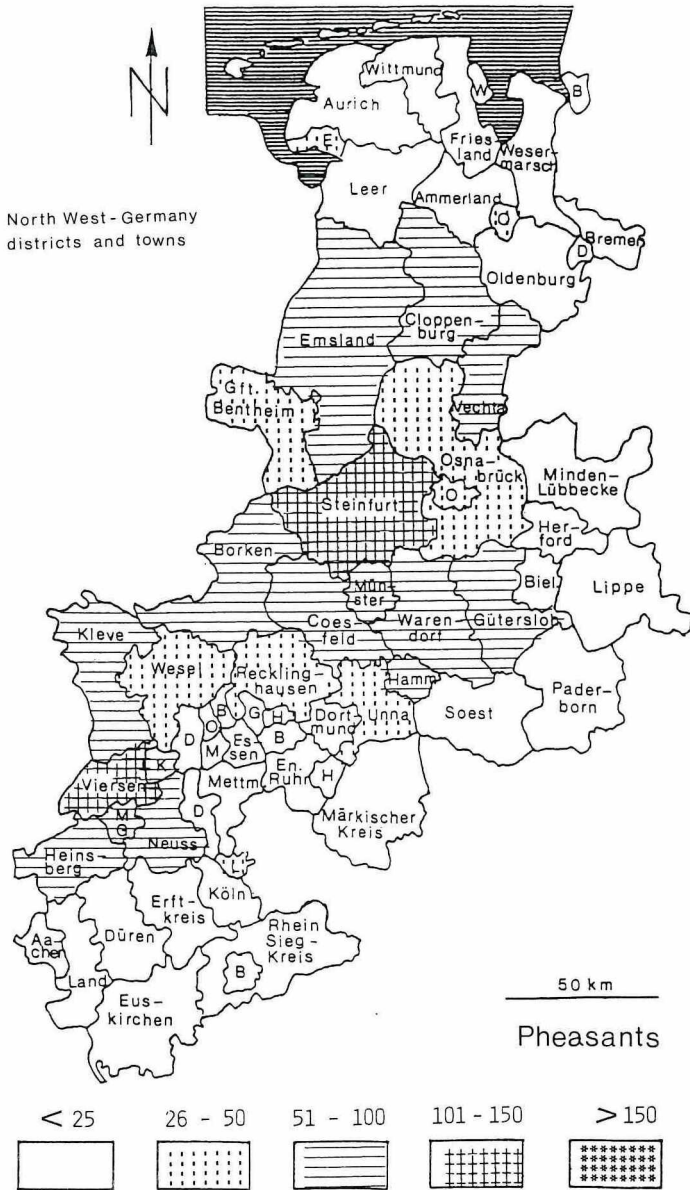 N
North West-Germany
districts and towns
Wittmund
Aurich
W
B
E
Fries-
land
Weser-
marsch
Leer
Ammerland
O
Bremen
D
Oldenburg
Cloppen-
burg
Emsland
Gft.
Bentheim
Vechta
Osna-
brück
O
Minden-
Lübbecke
Steinfurt
Her-
ford
Borken
Mün-
ster
Biel.
Lippe
Coes-
feld
Waren-
dorf
Gütersloh
Kleve
Wesel
Reckling-
hausen
Hamm
Pader-
born
Dort-
mund
Unna
Soest
B
G
H
O
D
M
Es-
sen
B
K
Viersen
Mettm.
En.
Ruhr
H
M
G
D
Märkischer
Kreis
Neuss
Heins-
berg
L
Köln
Erft-
kreis
Aa-
chen
Düren
Rhein
Sieg-
Kreis
B
Land
Eus-
kirchen
50 km
Pheasants
< 25 26 - 50 51 - 100 101 - 150 > 150